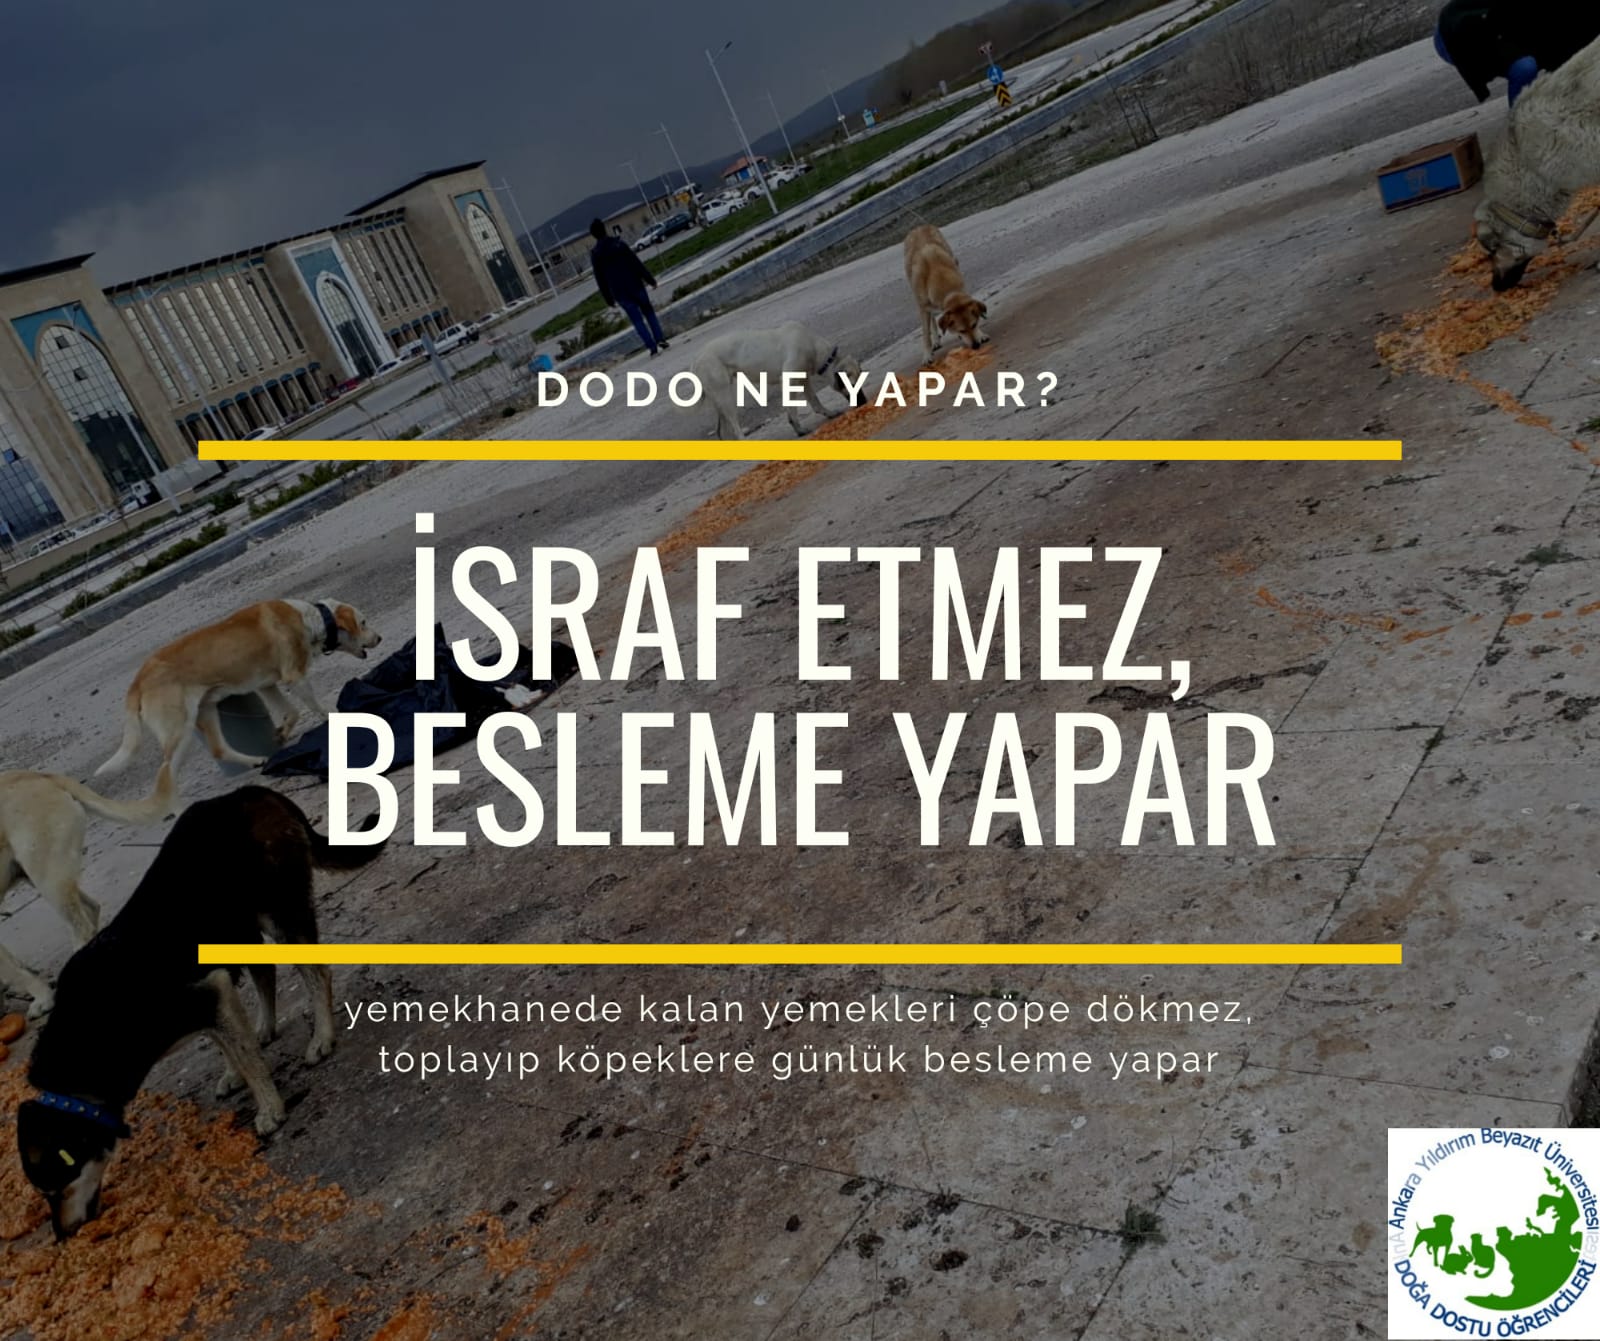 DODO NE YAPAR?
İSRAF ETMEZ,
BESLEME YAPAR
yemekhanede kalan yemekleri çöpe dökmez,
toplayıp köpeklere günlük besleme yapar
Ankara Yıldırım Beyazıt Üniversitesi
DOĞA DOSTU ÖĞRENCİLERİ